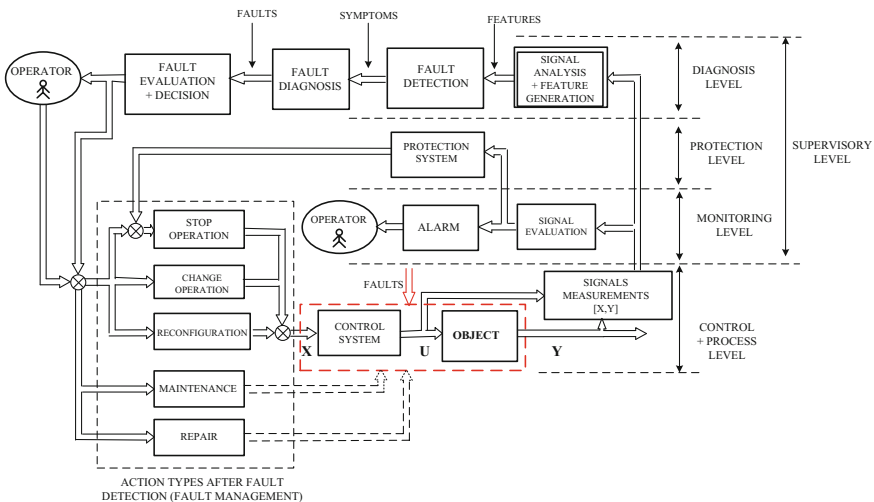 FAULTS
SYMPTOMS
FEATURES
OPERATOR
FAULT
EVALUATION
+ DECISION
FAULT
DIAGNOSIS
FAULT
DETECTION
SIGNAL
ANALYSIS
+ FEATURE
GENERATION
DIAGNOSIS
LEVEL
PROTECTION
SYSTEM
PROTECTION
LEVEL
SUPERVISORY
LEVEL
OPERATOR
ALARM
SIGNAL
EVALUATION
MONITORING
LEVEL
STOP
OPERATION
CHANGE
OPERATION
RECONFIGURATION
MAINTENANCE
REPAIR
FAULTS
X
CONTROL
SYSTEM
U
OBJECT
Y
SIGNALS
MEASUREMENTS
[X,Y]
CONTROL
+ PROCESS
LEVEL
ACTION TYPES AFTER FAULT
DETECTION (FAULT MANAGEMENT)